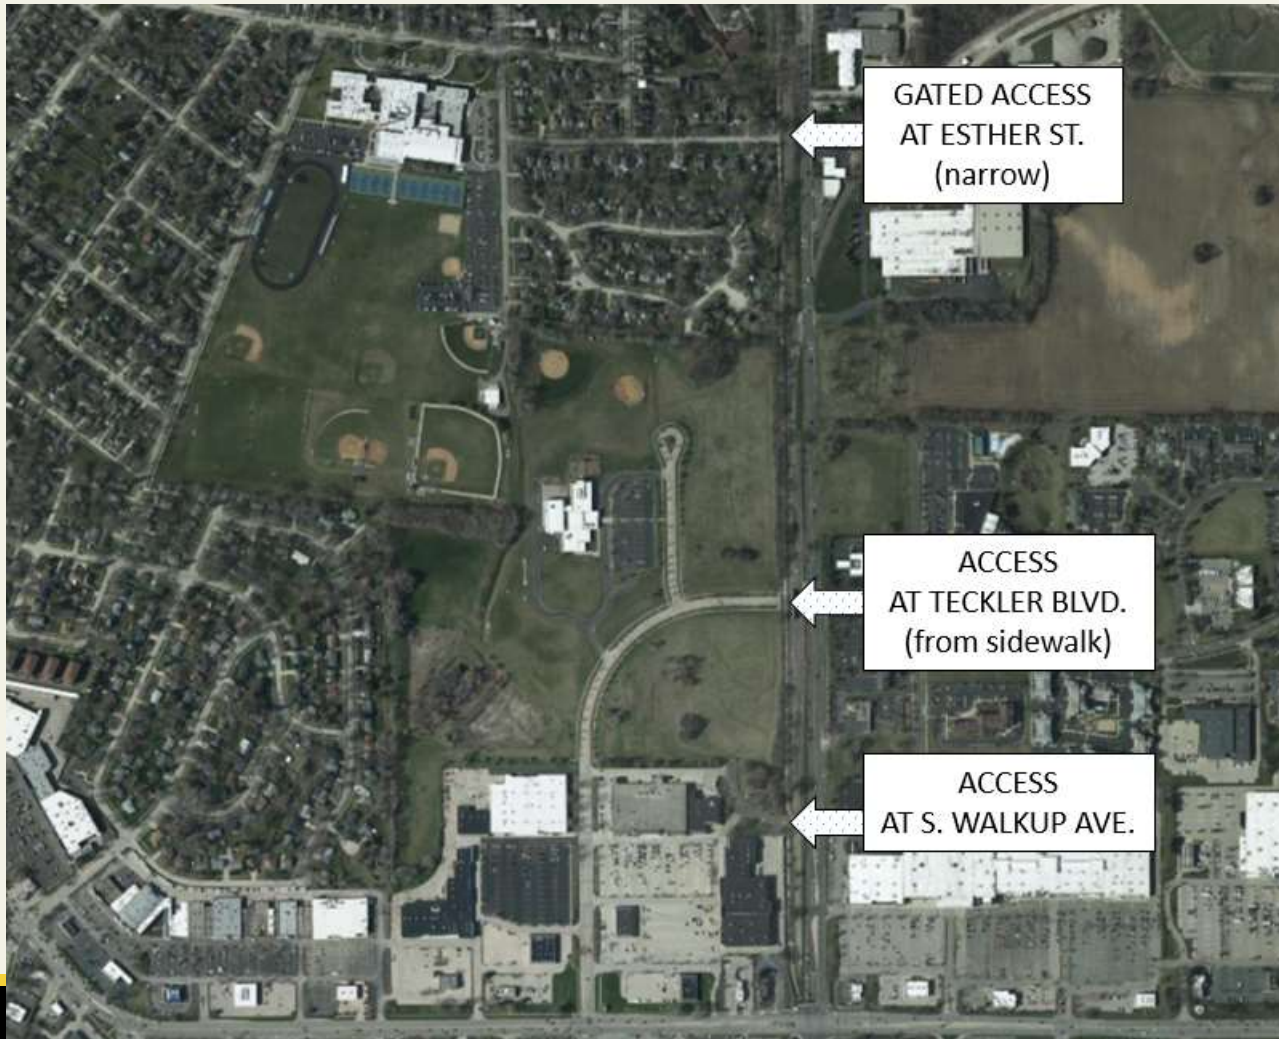 GATED ACCESS
AT ESTHER ST.
(narrow)
ACCESS
AT TECKLER BLVD.
(from sidewalk)
ACCESS
AT S. WALKUP AVE.